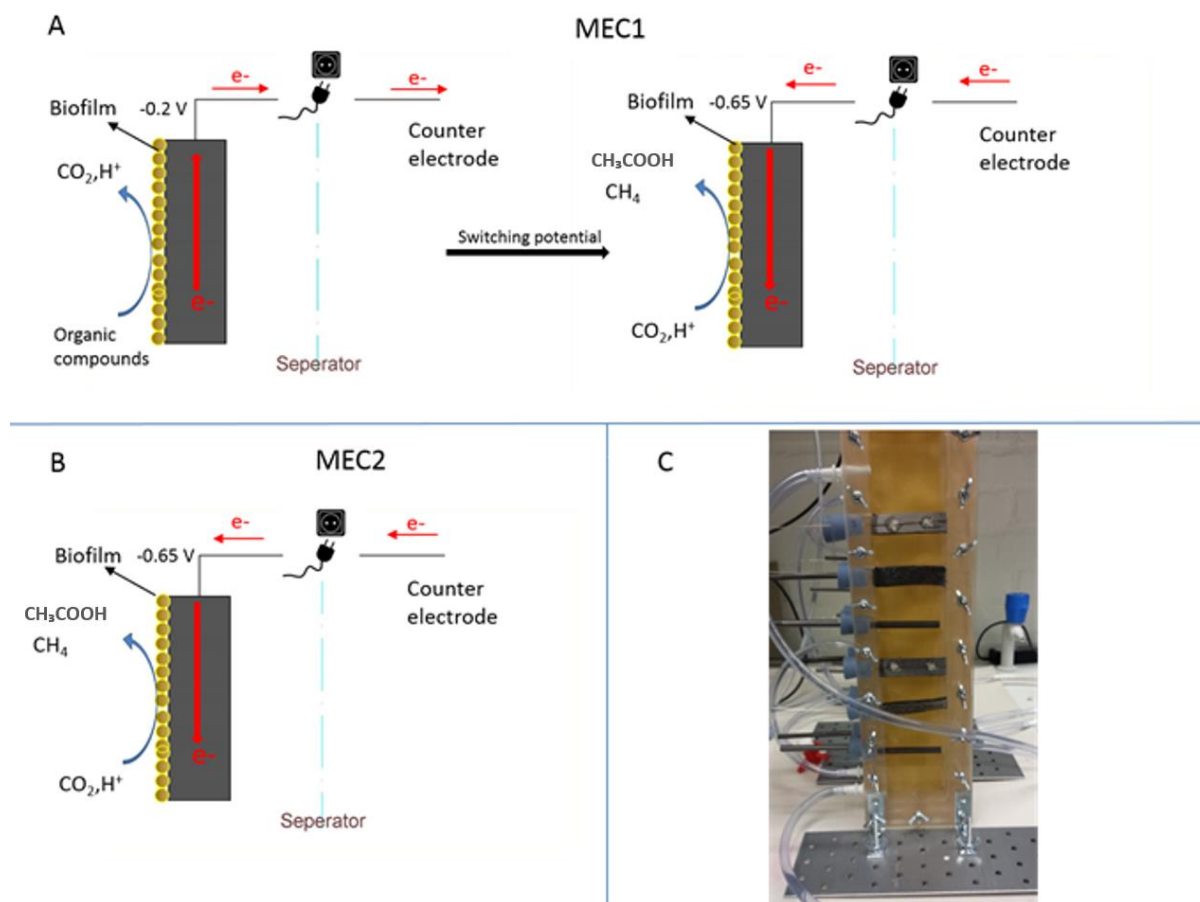 A
MEC1
e-
e-
Biofilm
-0.2 V
Counter
electrode
CO₂,H⁺
e-
Organic
compounds
Seperator
Switching potential
e-
e-
Biofilm
-0.65 V
Counter
electrode
CH₃COOH
CH₄
e-
CO₂,H⁺
Seperator
B
MEC2
e-
e-
Biofilm
-0.65 V
Counter
electrode
CH₃COOH
CH₄
e-
CO₂,H⁺
Seperator
C